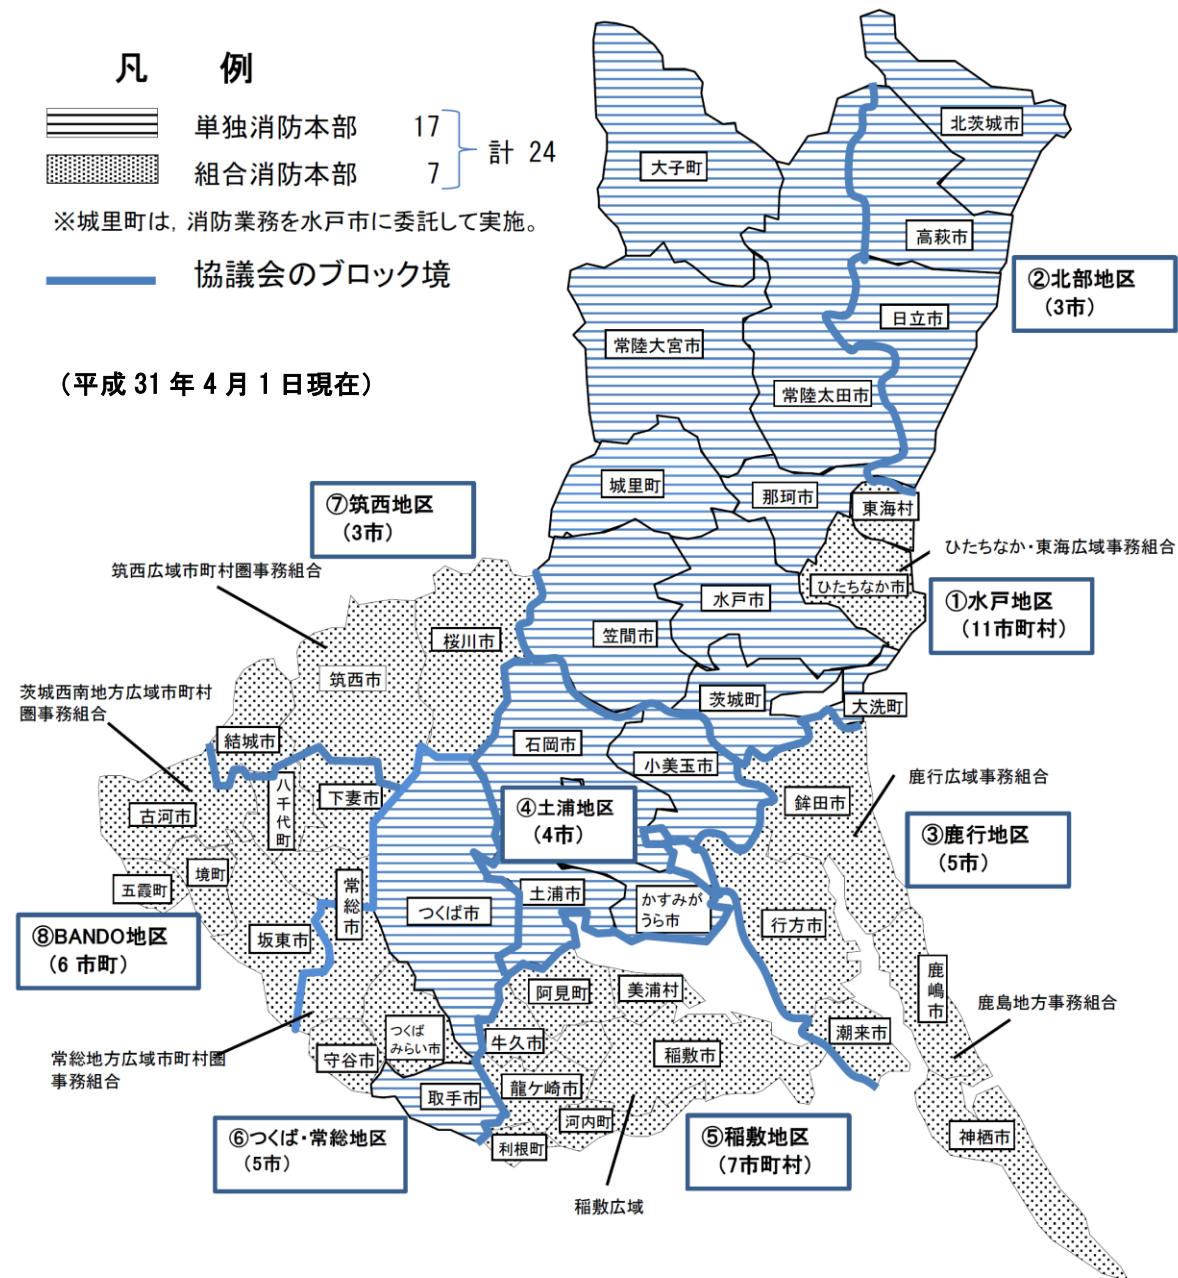 凡　例
単独消防本部　17
組合消防本部　7
計 24
※城里町は，消防業務を水戸市に委託して実施。
協議会のブロック境
（平成 31 年 4 月 1 日現在）
北茨城市
大子町
高萩市
②北部地区
（3市）
日立市
常陸大宮市
常陸太田市
城里町
那珂市
東海村
⑦筑西地区
（3市）
ひたちなか・東海広域事務組合
筑西広域市町村圏事務組合
ひたちなか市
水戸市
①水戸地区
（11市町村）
笠間市
桜川市
筑西市
茨城町
大洗町
茨城西南地方広域市町村
圏事務組合
結城市
石岡市
小美玉市
鹿行広域事務組合
八千代町
下妻市
鉾田市
古河市
④土浦地区
（4市）
③鹿行地区
（5市）
境町
五霞町
常総市
土浦市
かすみが
うら市
つくば市
行方市
⑧BANDO地区
（6 市町）
坂東市
鹿嶋市
阿見町
美浦村
鹿島地方事務組合
つくば
みらい市
潮来市
牛久市
稲敷市
常総地方広域市町村圏
事務組合
守谷市
龍ケ崎市
取手市
河内町
⑥つくば・常総地区
（5市）
利根町
⑤稲敷地区
（7市町村）
神栖市
稲敷広域